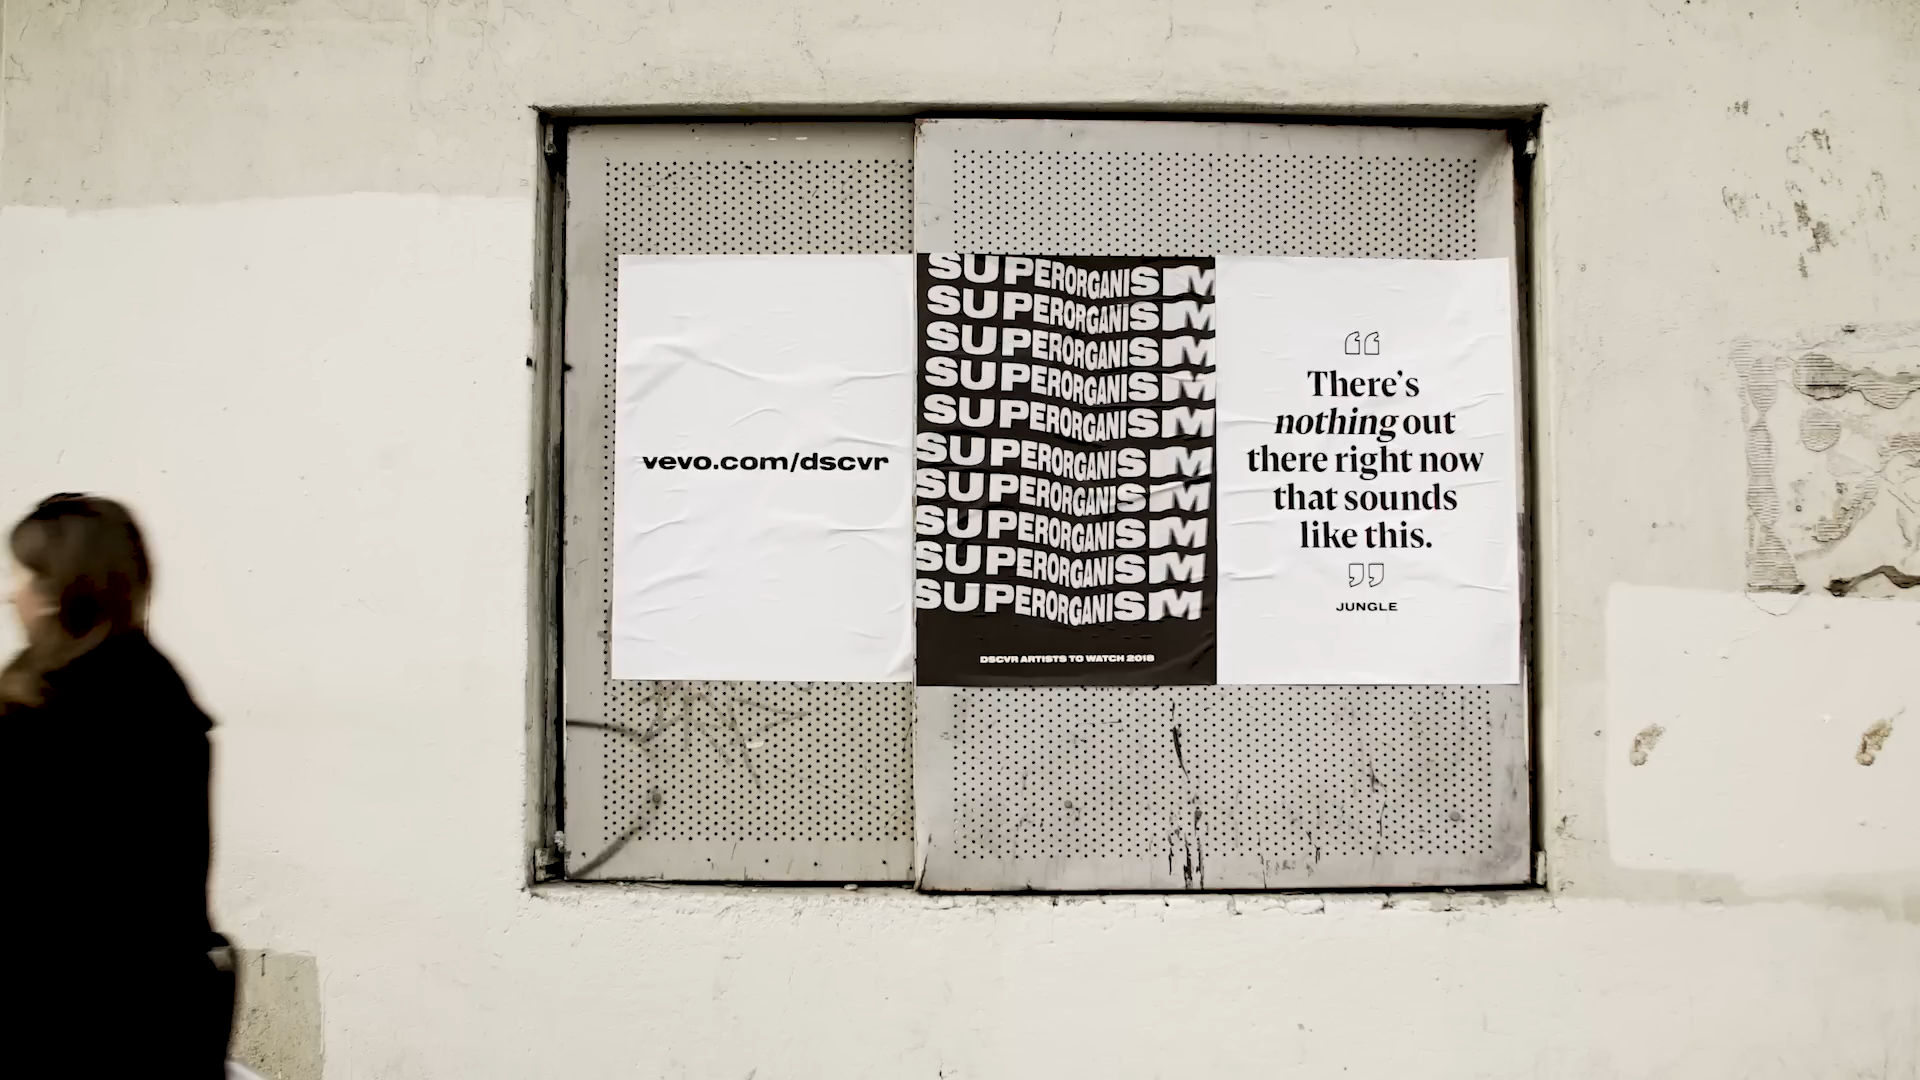 vevo.com/dscvr
SUPERORGANISM
SUPERORGANISM
SUPERORGANISM
SUPERORGANISM
SUPERORGANISM
SUPERORGANISM
SUPERORGANISM
SUPERORGANISM
SUPERORGANISM
SUPERORGANISM
DSCVR ARTISTS TO WATCH 2018
“
There’s
nothing out
there right now
that sounds
like this.
”
JUNGLE